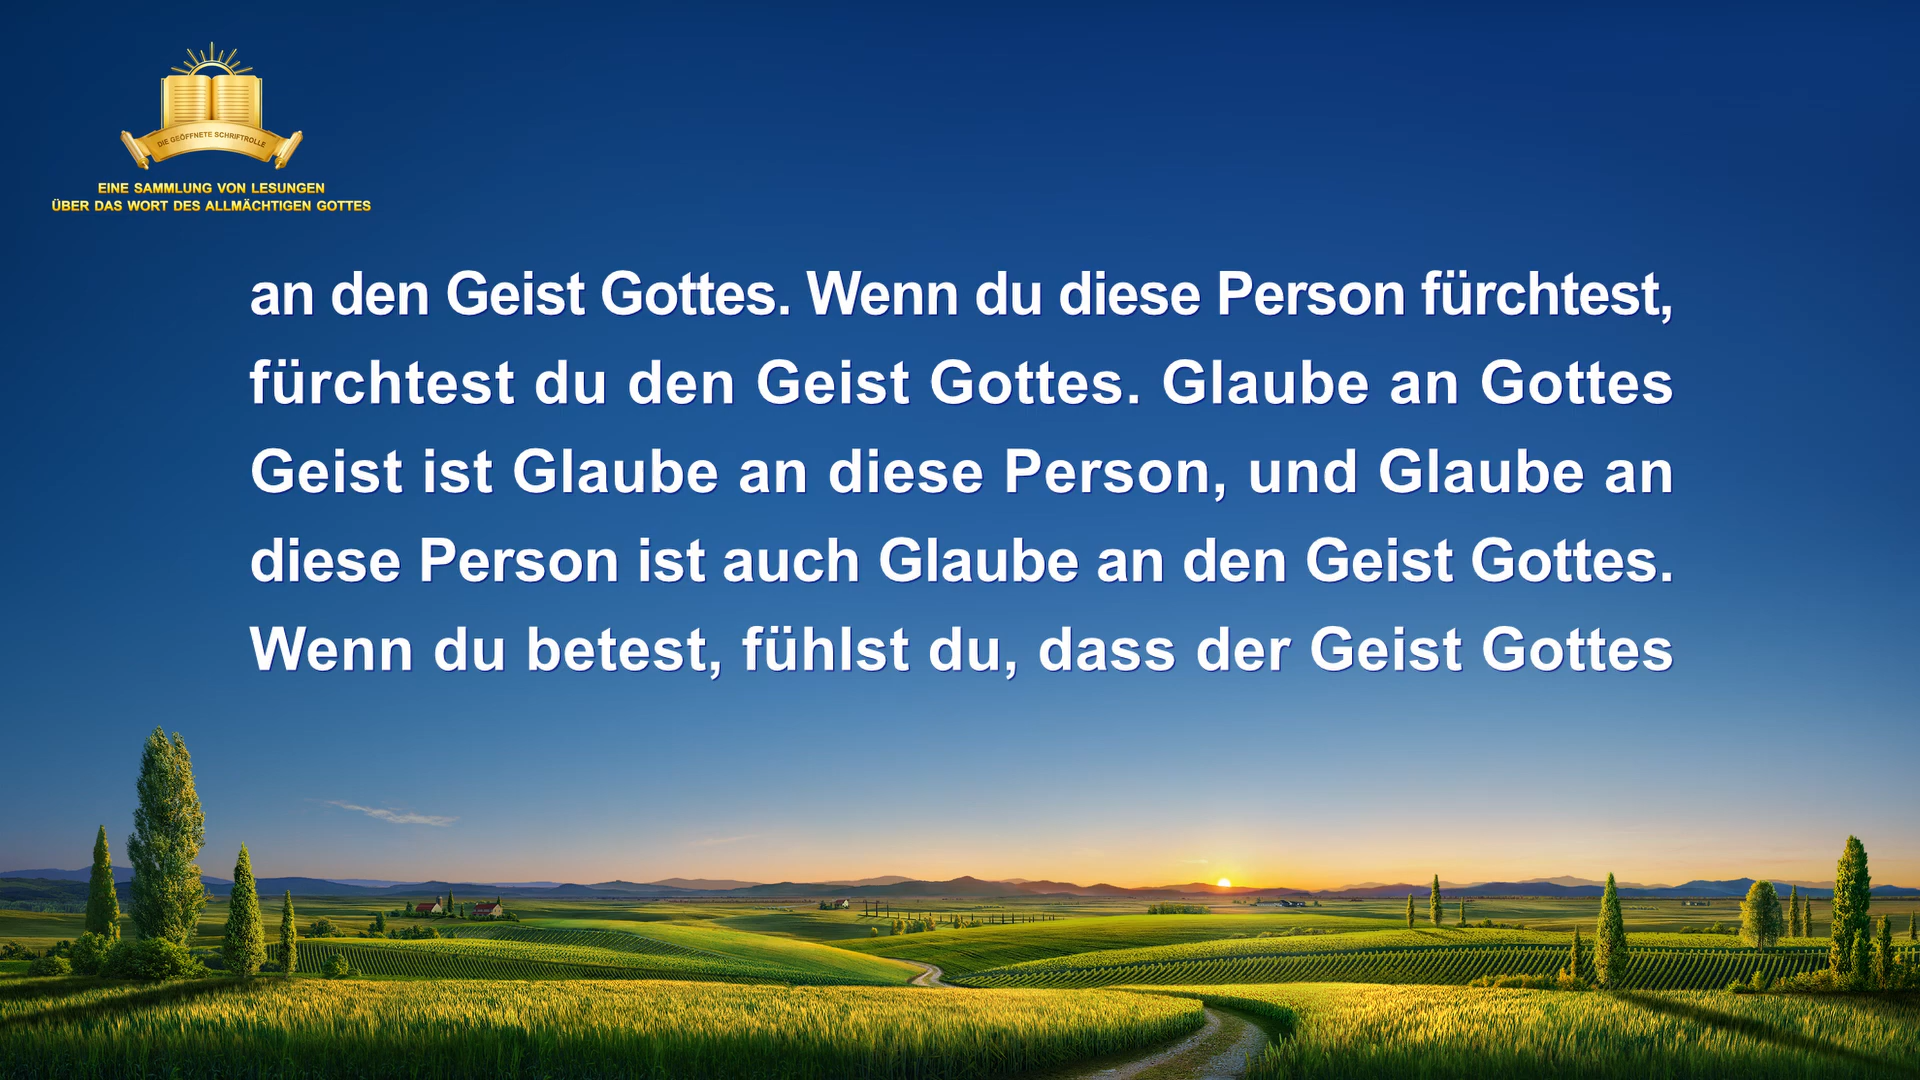 DIE GEÖFFNETE SCHRIFTROLLE
EINE SAMMLUNG VON LESUNGEN
ÜBER DAS WORT DES ALLMÄCHTIGEN GOTTES
an den Geist Gottes. Wenn du diese Person fürchtest,
fürchtest du den Geist Gottes. Glaube an Gottes
Geist ist Glaube an diese Person, und Glaube an
diese Person ist auch Glaube an den Geist Gottes.
Wenn du betest, fühlst du, dass der Geist Gottes